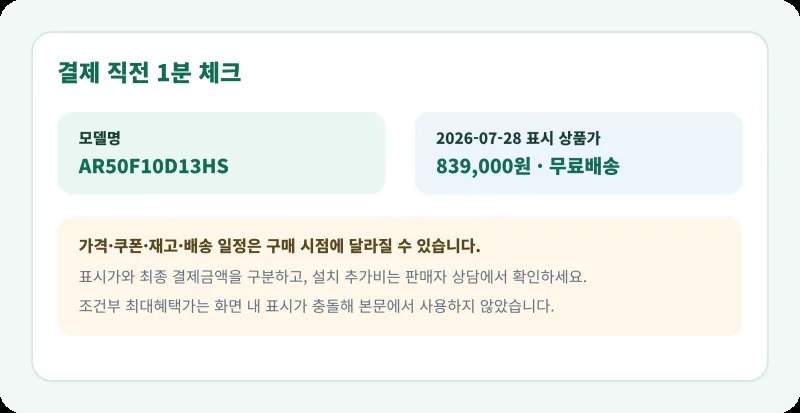 결제 직전 1분 체크
모델명
AR50F10D13HS
2026-07-28 표시 상품가
839,000원 · 무료배송
가격·쿠폰·재고·배송 일정은 구매 시점에 달라질 수 있습니다.
표시가와 최종 결제금액을 구분하고, 설치 추가비는 판매자 상담에서 확인하세요.
조건부 최대혜택가는 화면 내 표시가 충돌해 본문에서 사용하지 않았습니다.